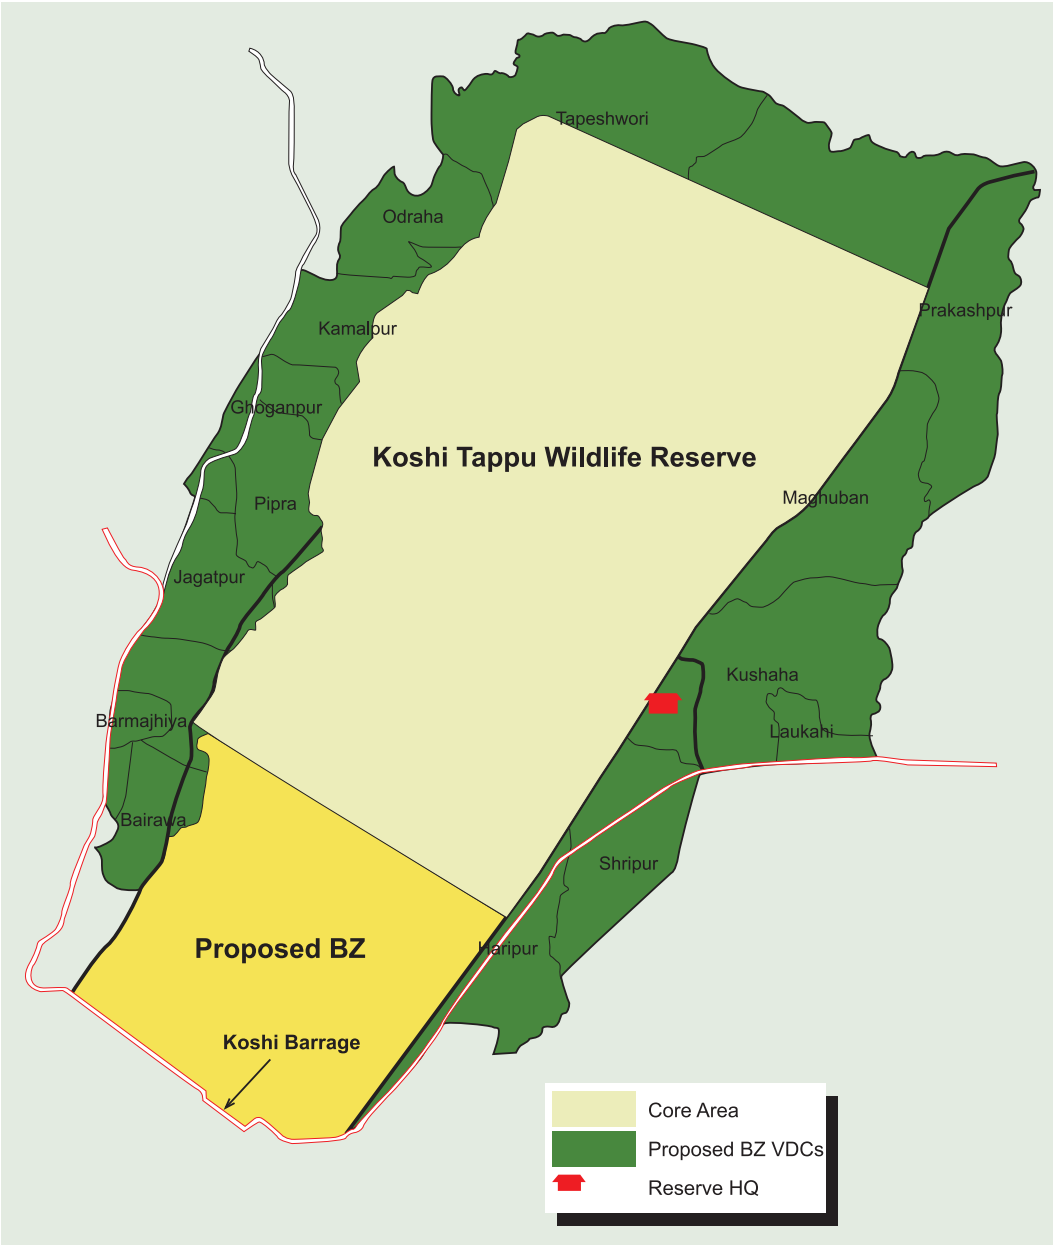 Tapeshwori
Odraha
Prakashpur
Kamalpur
Ghoganpur
Koshi Tappu Wildlife Reserve
Maghuban
Pipra
Jagatpur
Kushaha
Barmajhiya
Laukahi
Bairawa
Shripur
Proposed BZ
Haripur
Koshi Barrage
Core Area
Proposed BZ VDCs
Reserve HQ